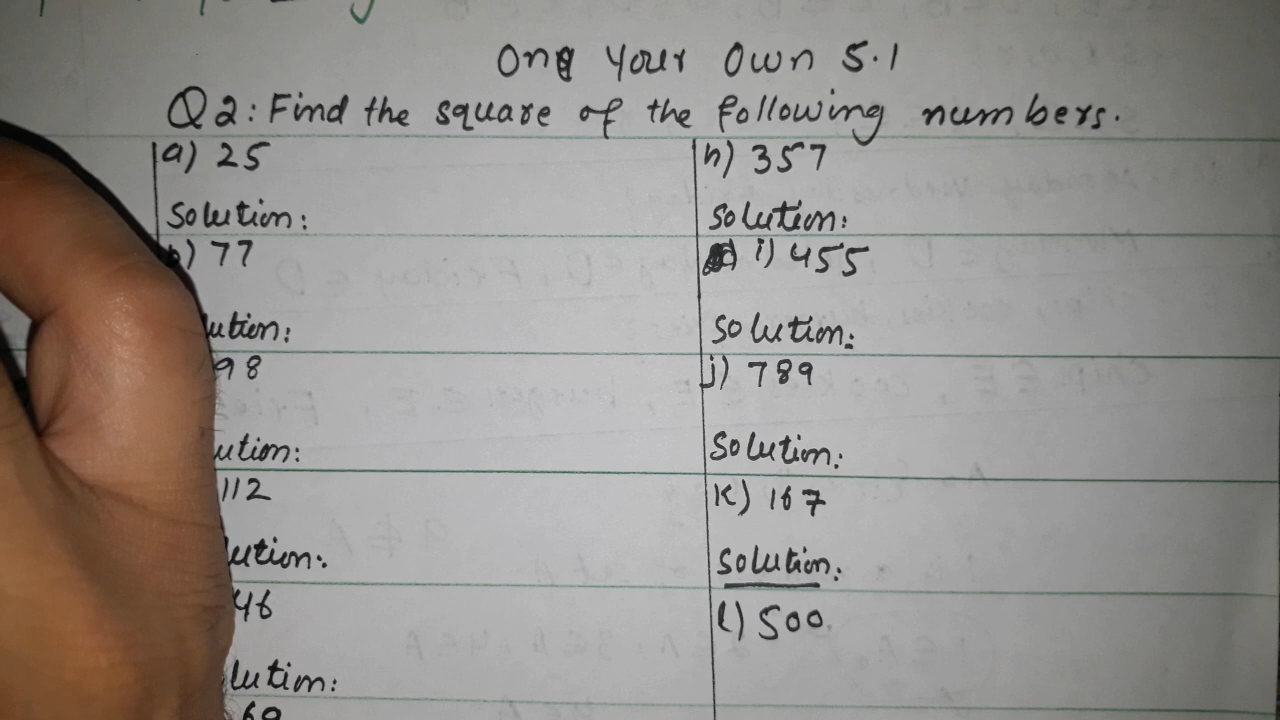 One Your Own 5.1
Q2: Find the square of the following numbers.
a) 25
Solution:
b) 77
lution:
98
ution:
112
lution:
46
lution:
h) 357
Solution:
i) 455
Solution:
j) 789
Solution:
k) 167
Solution:
l) 500